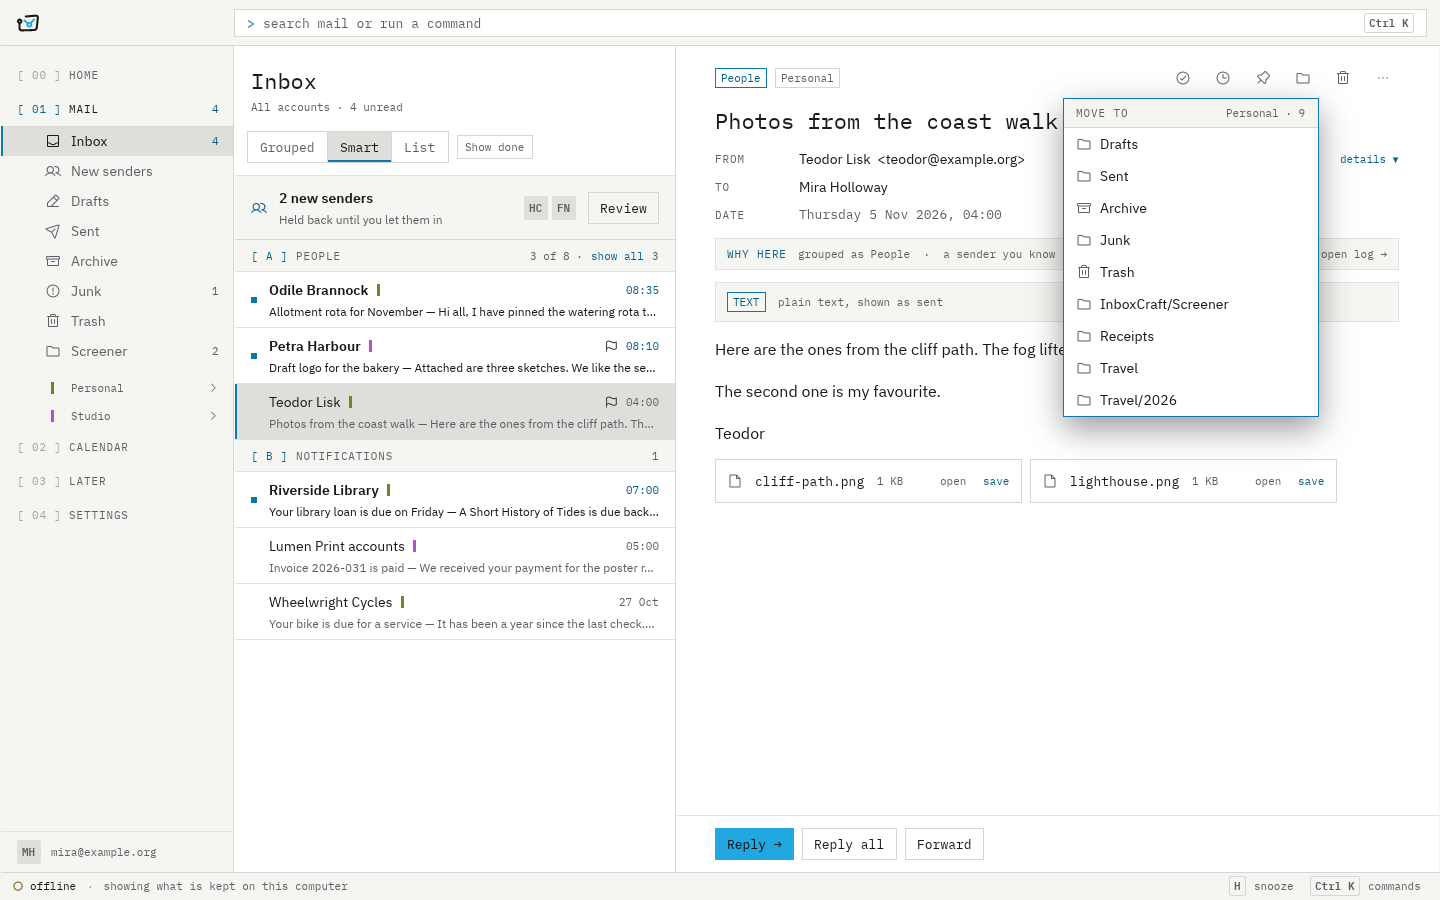 > search mail or run a command
Ctrl K
[ 00 ] HOME
[ 01 ] MAIL 4
Inbox 4
New senders
Drafts
Sent
Archive
Junk 1
Trash
Screener 2
Personal
Studio
[ 02 ] CALENDAR
[ 03 ] LATER
[ 04 ] SETTINGS
MH mira@example.org
Inbox
All accounts · 4 unread
Grouped Smart List Show done
2 new senders
Held back until you let them in
HC FN Review
[ A ] PEOPLE 3 of 8 · show all 3
Odile Brannock 08:35
Allotment rota for November — Hi all, I have pinned the watering rota t…
Petra Harbour 08:10
Draft logo for the bakery — Attached are three sketches. We like the se…
Teodor Lisk 04:00
Photos from the coast walk — Here are the ones from the cliff path. Th…
[ B ] NOTIFICATIONS 1
Riverside Library 07:00
Your library loan is due on Friday — A Short History of Tides is due back…
Lumen Print accounts 05:00
Invoice 2026-031 is paid — We received your payment for the poster r…
Wheelwright Cycles 27 Oct
Your bike is due for a service — It has been a year since the last check.…
People Personal
···
Photos from the coast walk
FROM Teodor Lisk <teodor@example.org> details ▾
TO Mira Holloway
DATE Thursday 5 Nov 2026, 04:00
WHY HERE grouped as People · a sender you know open log →
TEXT plain text, shown as sent
Here are the ones from the cliff path. The fog lifte
The second one is my favourite.
Teodor
cliff-path.png 1 KB open save
lighthouse.png 1 KB open save
MOVE TO Personal · 9
Drafts
Sent
Archive
Junk
Trash
InboxCraft/Screener
Receipts
Travel
Travel/2026
Reply → Reply all Forward
offline · showing what is kept on this computer
H snooze Ctrl K commands